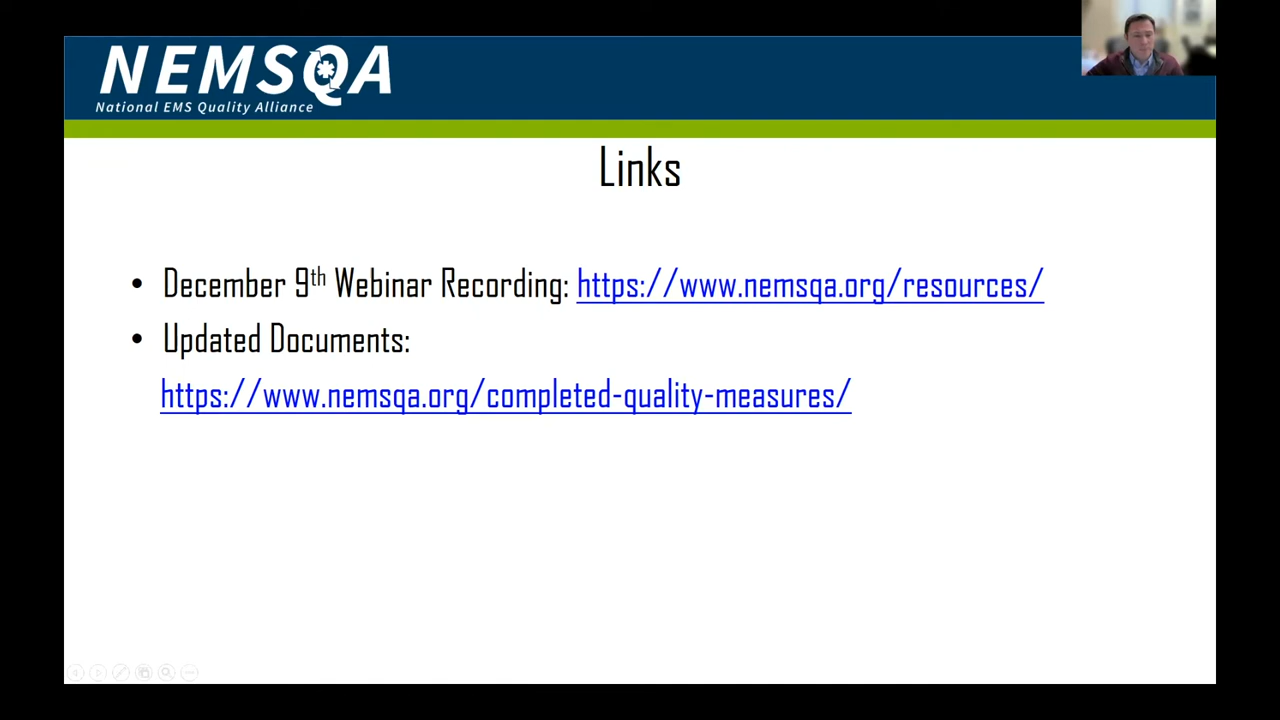 NEMSQA
National EMS Quality Alliance
Links
• December 9th Webinar Recording: https://www.nemsqa.org/resources/
• Updated Documents:
https://www.nemsqa.org/completed-quality-measures/